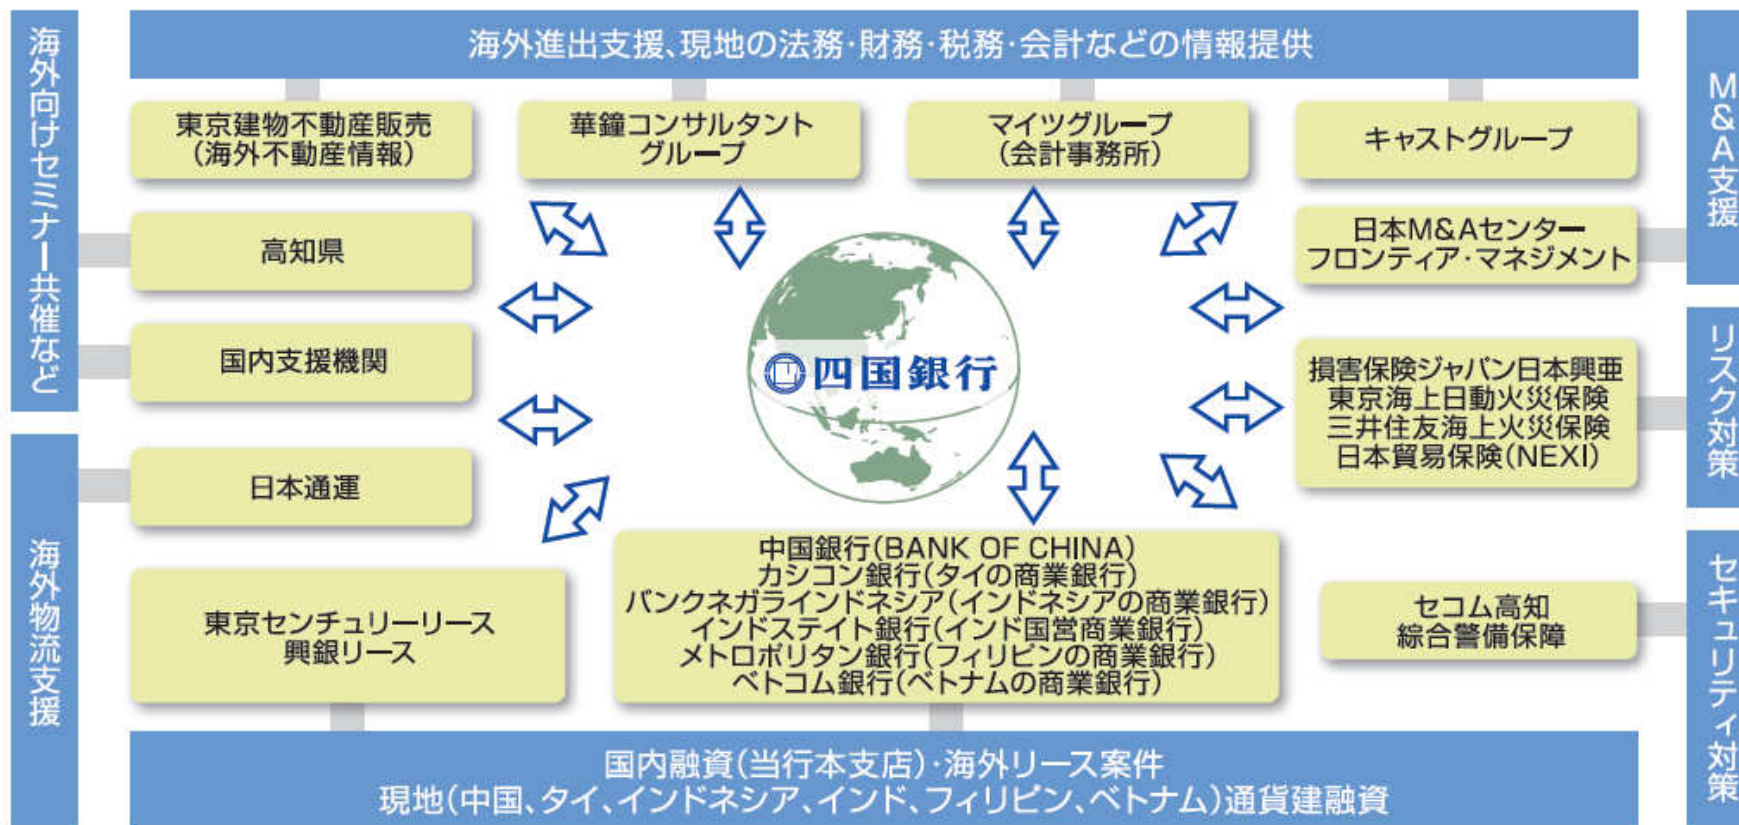 海外進出支援、現地の法務・財務・税務・会計などの情報提供
海外向けセミナー共催など
海外物流支援
東京建物不動産販売
(海外不動産情報)
華鐘コンサルタント
グループ
マイツグループ
(会計事務所)
キャストグループ
高知県
国内支援機関
日本通運
四国銀行
日本M&Aセンター
フロンティア・マネジメント
損害保険ジャパン日本興亜
東京海上日動火災保険
三井住友海上火災保険
日本貿易保険(NEXI)
東京センチュリーリース
興銀リース
中国銀行(BANK OF CHINA)
カシコン銀行(タイの商業銀行)
バンクネガラインドネシア(インドネシアの商業銀行)
インドステイト銀行(インド国営商業銀行)
メトロポリタン銀行(フィリピンの商業銀行)
ベトコム銀行(ベトナムの商業銀行)
セコム高知
綜合警備保障
M&A支援
リスク対策
セキュリティ対策
国内融資(当行本支店)・海外リース案件
現地(中国、タイ、インドネシア、インド、フィリピン、ベトナム)通貨建融資